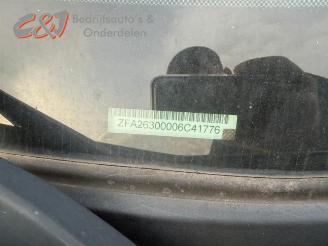 C&J Bedrijfsauto's &
Onderdelen
ZFA26300006C41776